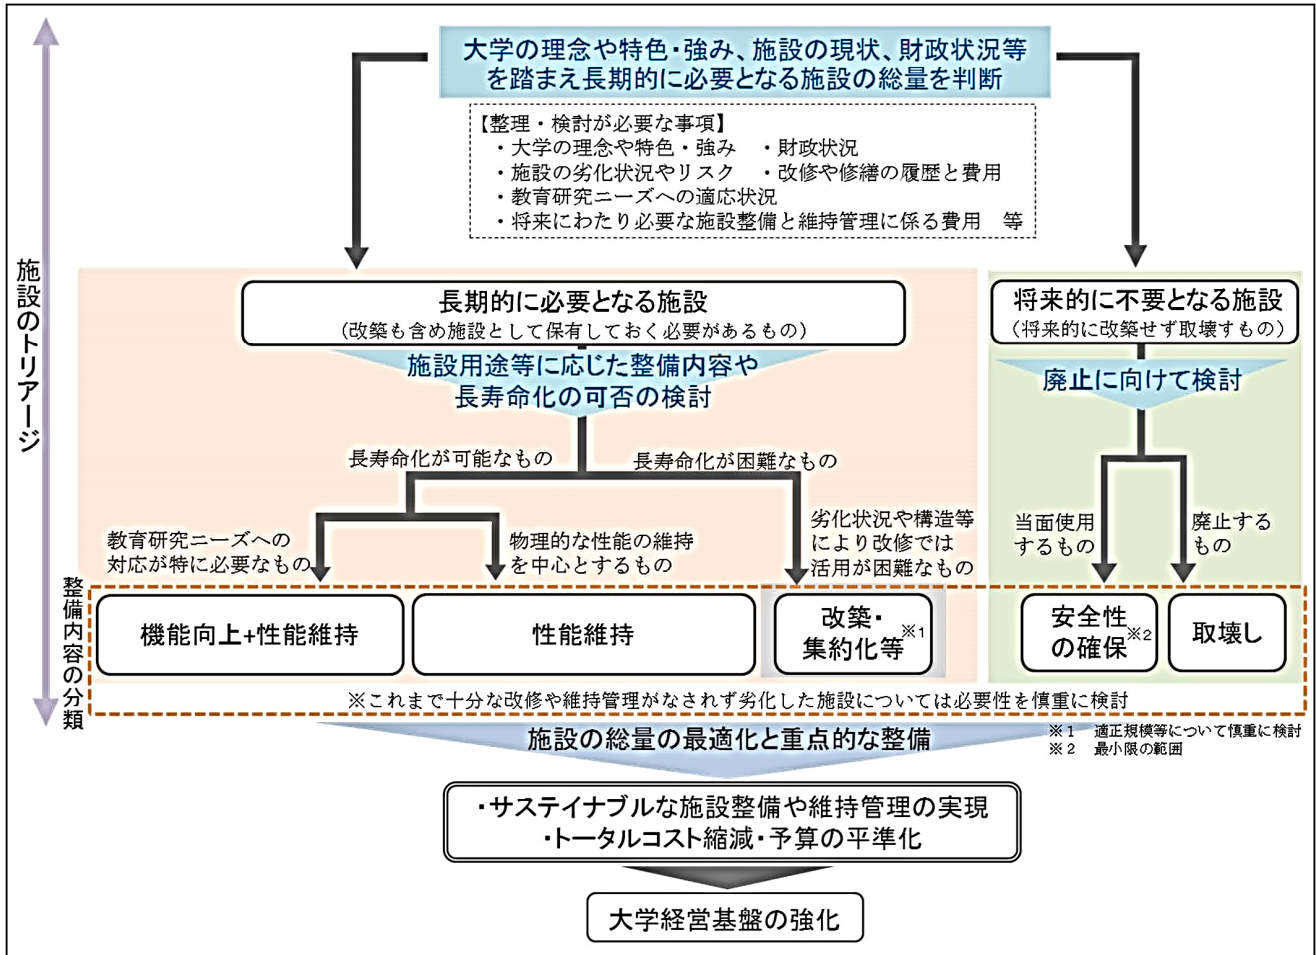 大学の理念や特色・強み、施設の現状、財政状況等
を踏まえ長期的に必要となる施設の総量を判断
【整理・検討が必要な事項】
・大学の理念や特色・強み ・財政状況
・施設の劣化状況やリスク ・改修や修繕の履歴と費用
・教育研究ニーズへの適応状況
・将来にわたり必要な施設整備と維持管理に係る費用 等
施設のトリアージ
長期的に必要となる施設
（改築も含め施設として保有しておく必要があるもの）
将来的に不要となる施設
（将来的に改築せず取壊すもの）
施設用途等に応じた整備内容や
長寿命化の可否の検討
廃止に向けて検討
長寿命化が可能なもの
長寿命化が困難なもの
教育研究ニーズへの
対応が特に必要なもの
物理的な性能の維持
を中心とするもの
劣化状況や構造等
により改修では
活用が困難なもの
当面使用
するもの
廃止する
もの
整備内容の分類
機能向上+性能維持
性能維持
改築・
集約化等※1
安全性
の確保※2
取壊し
※これまで十分な改修や維持管理がなされず劣化した施設については必要性を慎重に検討
施設の総量の最適化と重点的な整備
※１ 適正規模等について慎重に検討
※２ 最小限の範囲
・サステイナブルな施設整備や維持管理の実現
・トータルコスト縮減・予算の平準化
大学経営基盤の強化